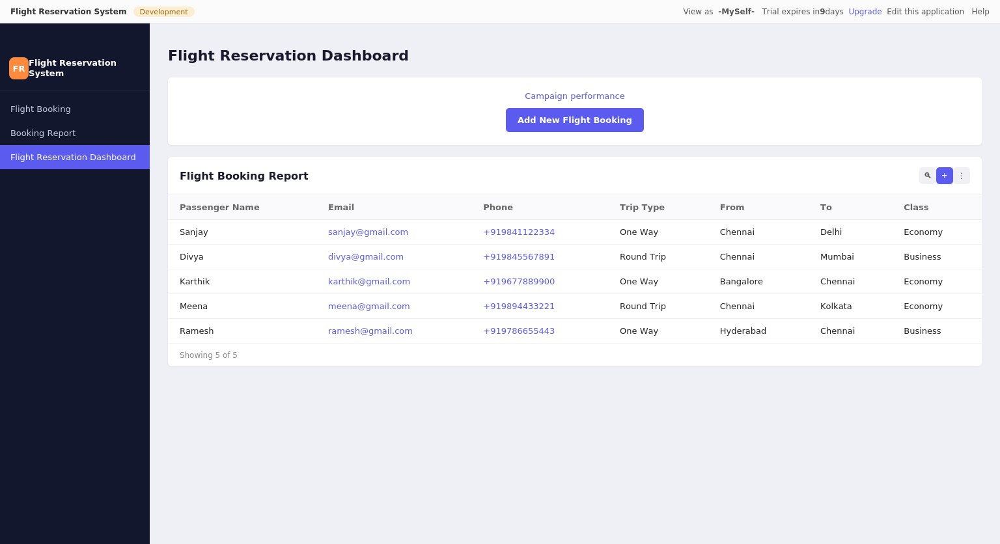 Flight Reservation System Development View as -MySelf- Trial expires in9days Upgrade Edit this application Help
FR Flight Reservation
System
Flight Booking
Booking Report
Flight Reservation Dashboard
Flight Reservation Dashboard
Campaign performance
Add New Flight Booking
Flight Booking Report + ⋮
Passenger Name Email Phone Trip Type From To Class
Sanjay sanjay@gmail.com +919841122334 One Way Chennai Delhi Economy
Divya divya@gmail.com +919845567891 Round Trip Chennai Mumbai Business
Karthik karthik@gmail.com +919677889900 One Way Bangalore Chennai Economy
Meena meena@gmail.com +919894433221 Round Trip Chennai Kolkata Economy
Ramesh ramesh@gmail.com +919786655443 One Way Hyderabad Chennai Business
Showing 5 of 5